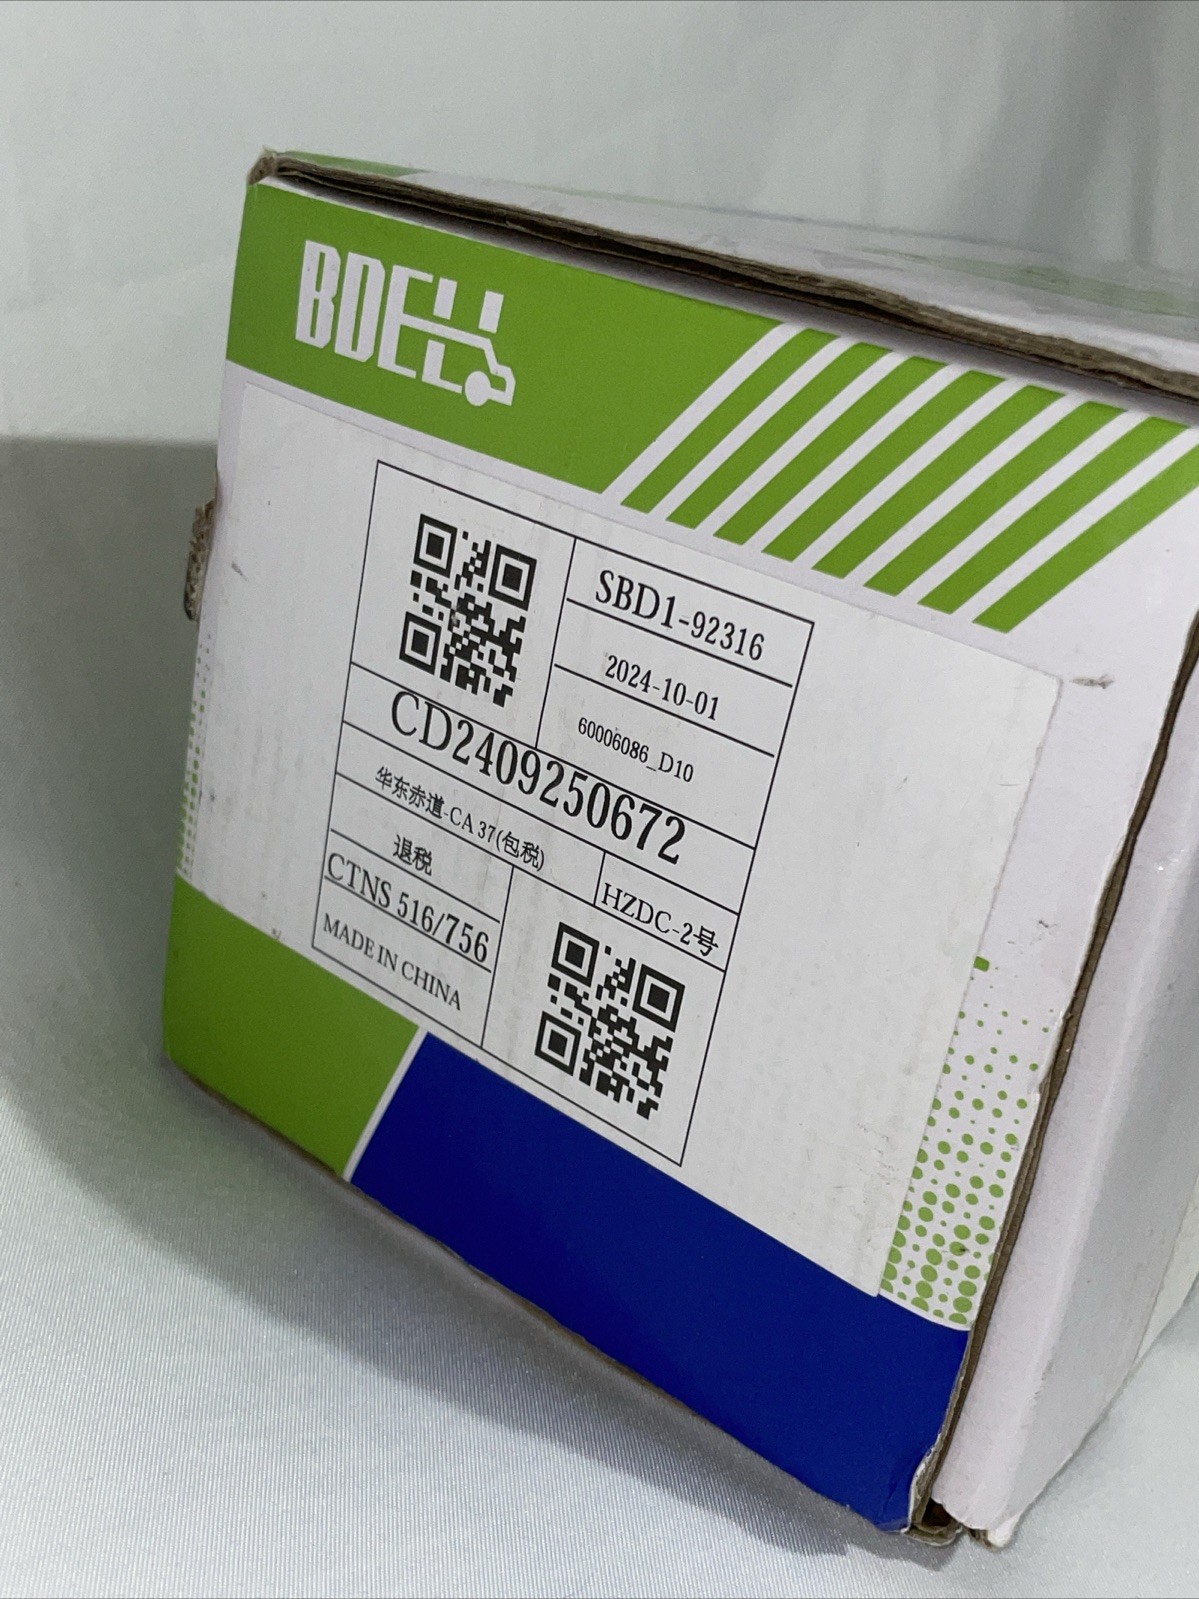 BDELL
SBD1-92316
2024-10-01
60006086_D10
CD2409250672
华东赤道-CA 37(包税)
HZDC-2号
退税
CTNS 516/756
MADE IN CHINA